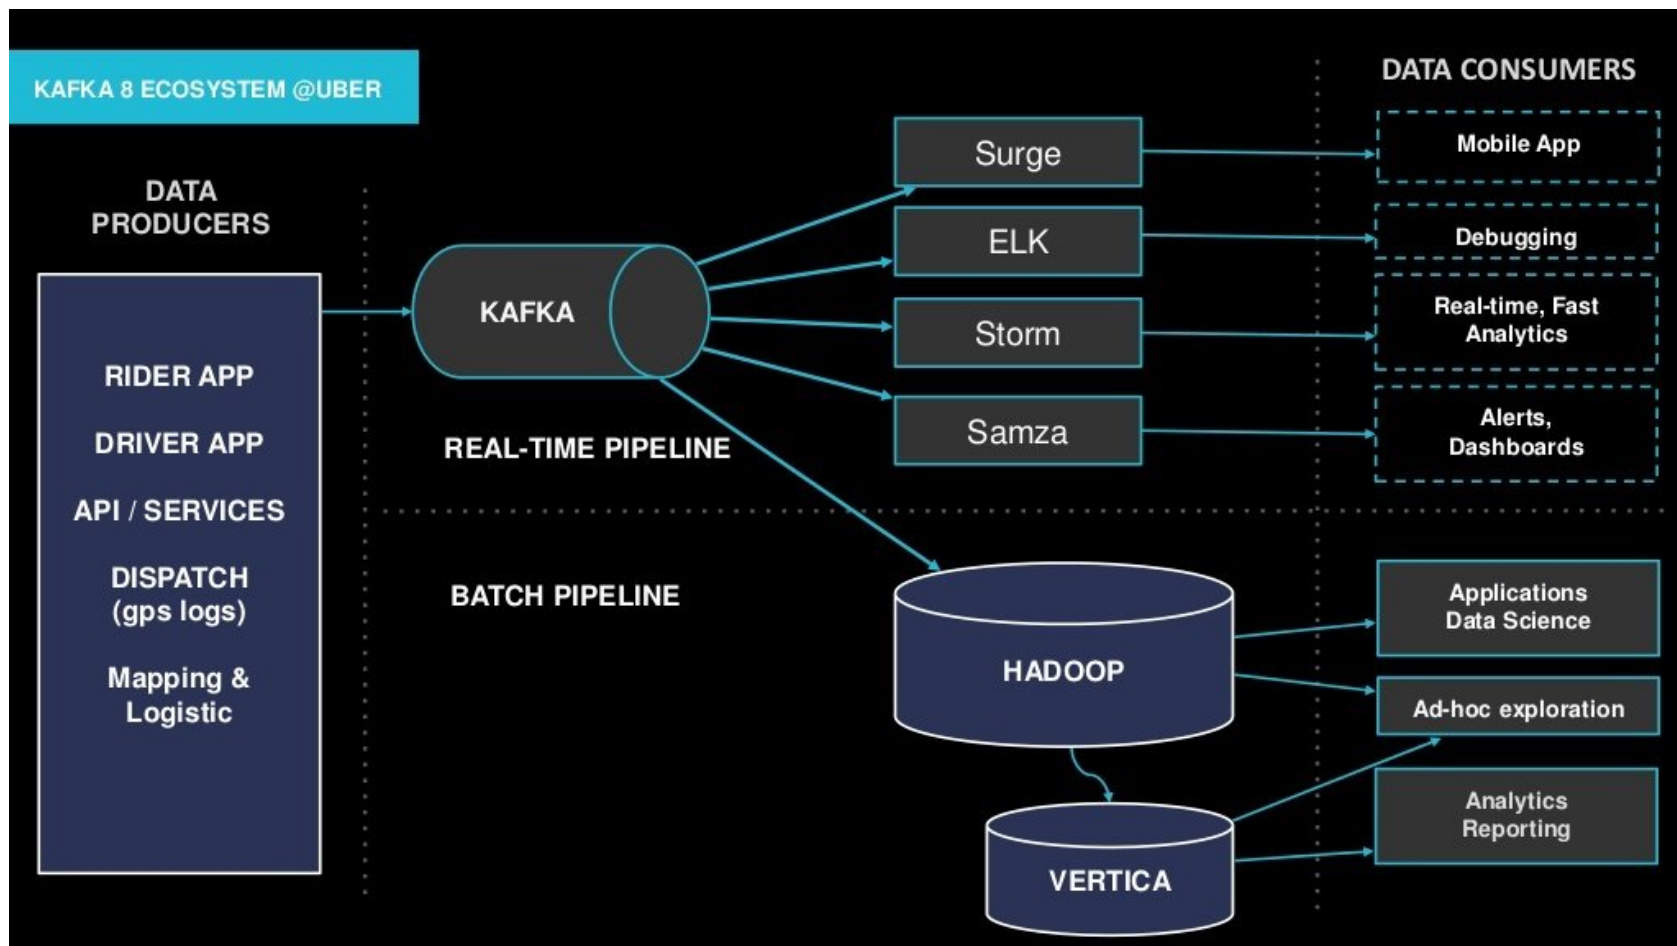 KAFKA 8 ECOSYSTEM @UBER
DATA
PRODUCERS
RIDER APP
DRIVER APP
API / SERVICES
DISPATCH
(gps logs)
Mapping &
Logistic
KAFKA
REAL-TIME PIPELINE
BATCH PIPELINE
Surge
ELK
Storm
Samza
HADOOP
VERTICA
DATA CONSUMERS
Mobile App
Debugging
Real-time, Fast
Analytics
Alerts,
Dashboards
Applications
Data Science
Ad-hoc exploration
Analytics
Reporting